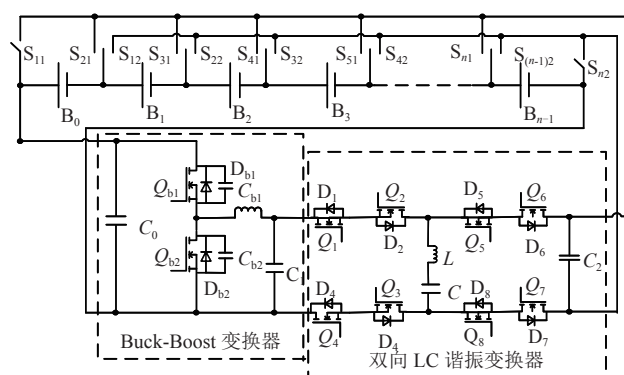 S11 S21 S12 S31 S22 S41 S32 S51 S42 Sn1 S(n-1)2 Sn2
B0 B1 B2 B3 Bn−1
Db1
Qb1 Cb1
D1 Q2 D5 Q6
C0
Q1 D2 Q5 D6
Qb2 Cb2 C L C2
Db2
D4 Q3 C D8 Q7
Q4 D4 Q8 D7
Buck-Boost 变换器
双向 LC 谐振变换器